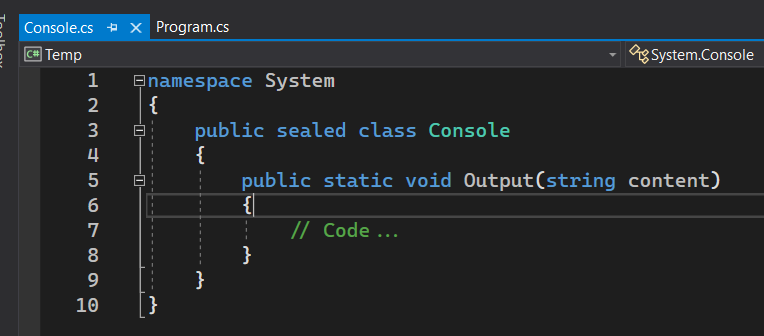 Toolbox
Console.cs Program.cs
C# Temp System.Console
1 namespace System
2 {
3 public sealed class Console
4 {
5 public static void Output(string content)
6 {
7 // Code...
8 }
9 }
10 }